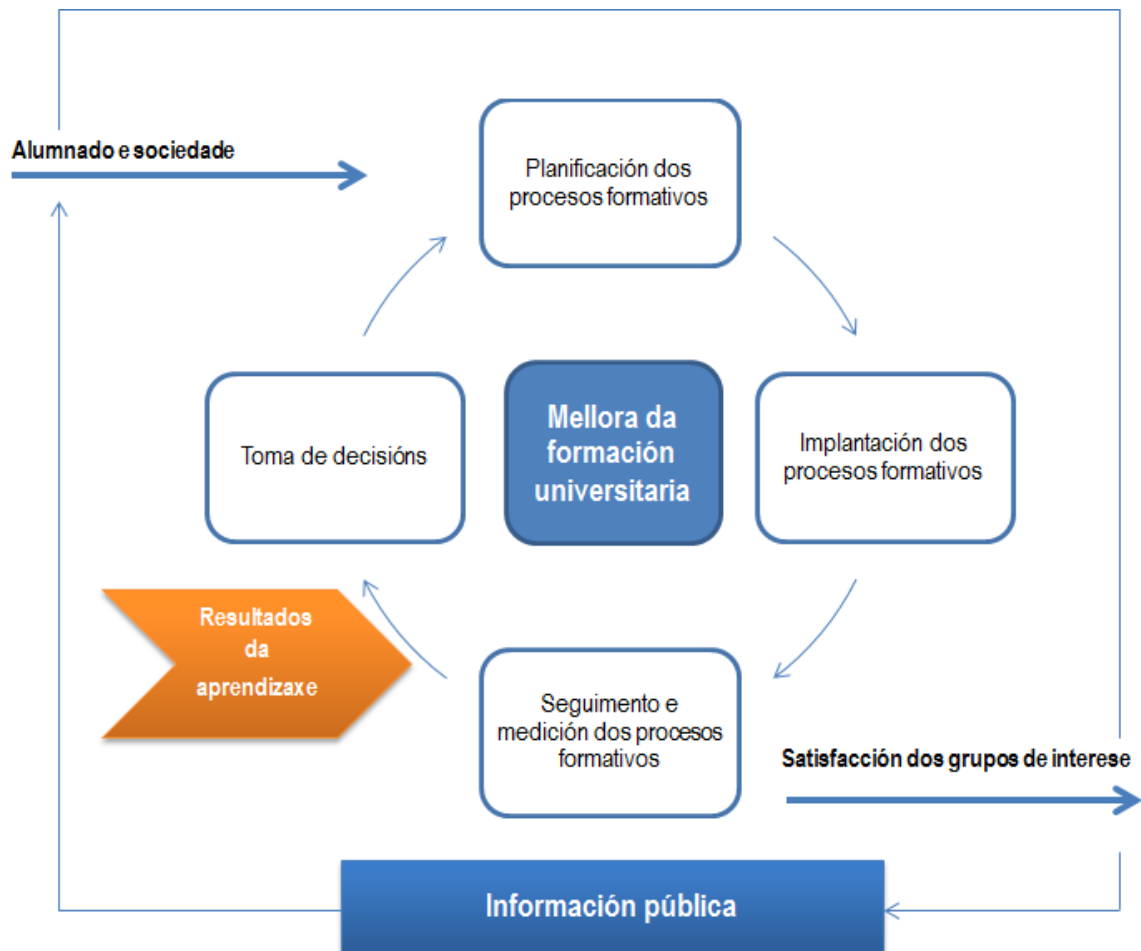 Alumnado e sociedade
Planificación dos
procesos formativos
Toma de decisións
Mellora da
formación
universitaria
Implantación dos
procesos formativos
Resultados
da
aprendizaxe
Seguimento e
medición dos procesos
formativos
Satisfacción dos grupos de interese
Información pública